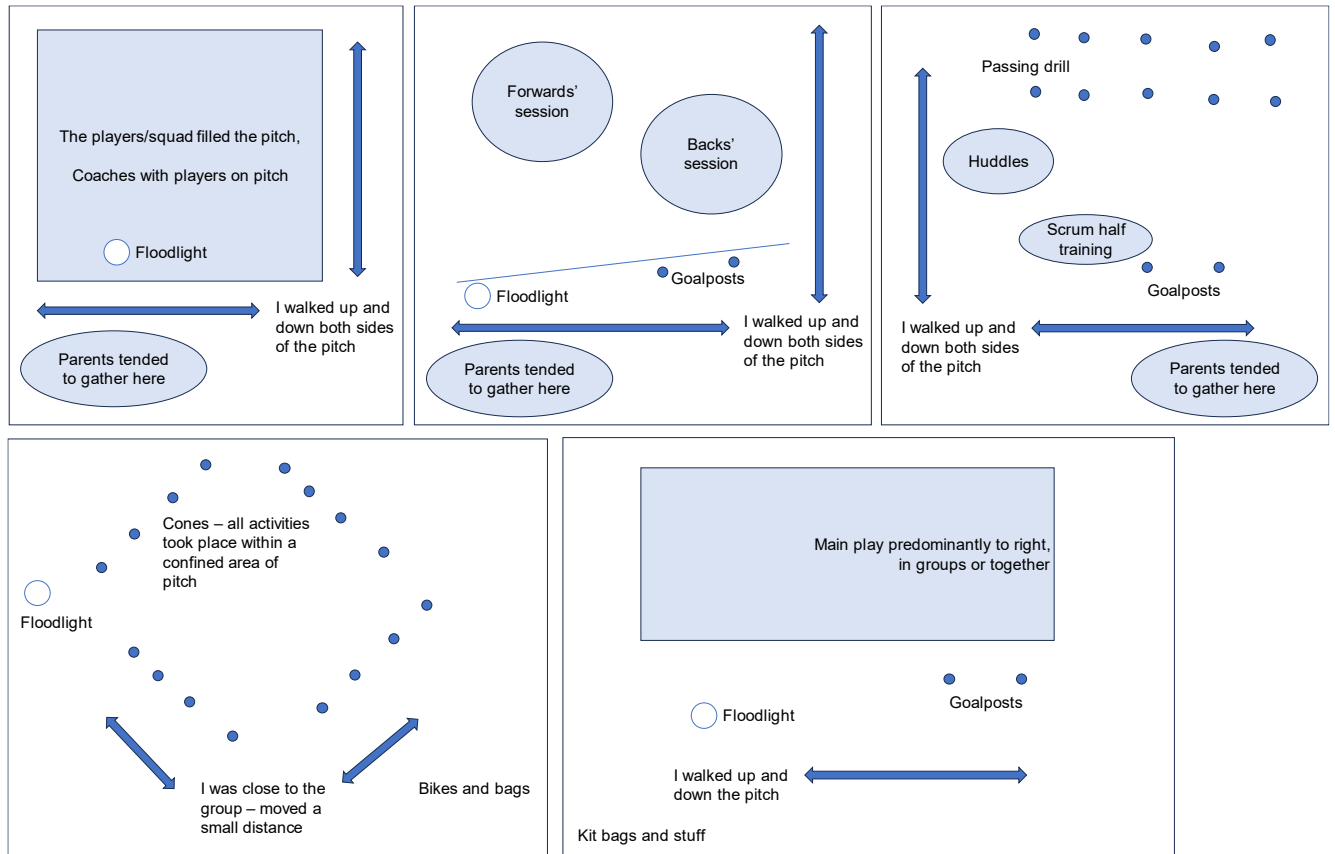 The players/squad filled the pitch,
Coaches with players on pitch
Floodlight
I walked up and
down both sides
of the pitch
Parents tended
to gather here
Forwards’
session
Backs’
session
Goalposts
Floodlight
I walked up and
down both sides
of the pitch
Parents tended
to gather here
Passing drill
Huddles
Scrum half
training
Goalposts
I walked up and
down both sides
of the pitch
Parents tended
to gather here
Cones – all activities
took place within a
confined area of
pitch
Floodlight
I was close to the
group – moved a
small distance
Bikes and bags
Main play predominantly to right,
in groups or together
Goalposts
Floodlight
I walked up and
down the pitch
Kit bags and stuff